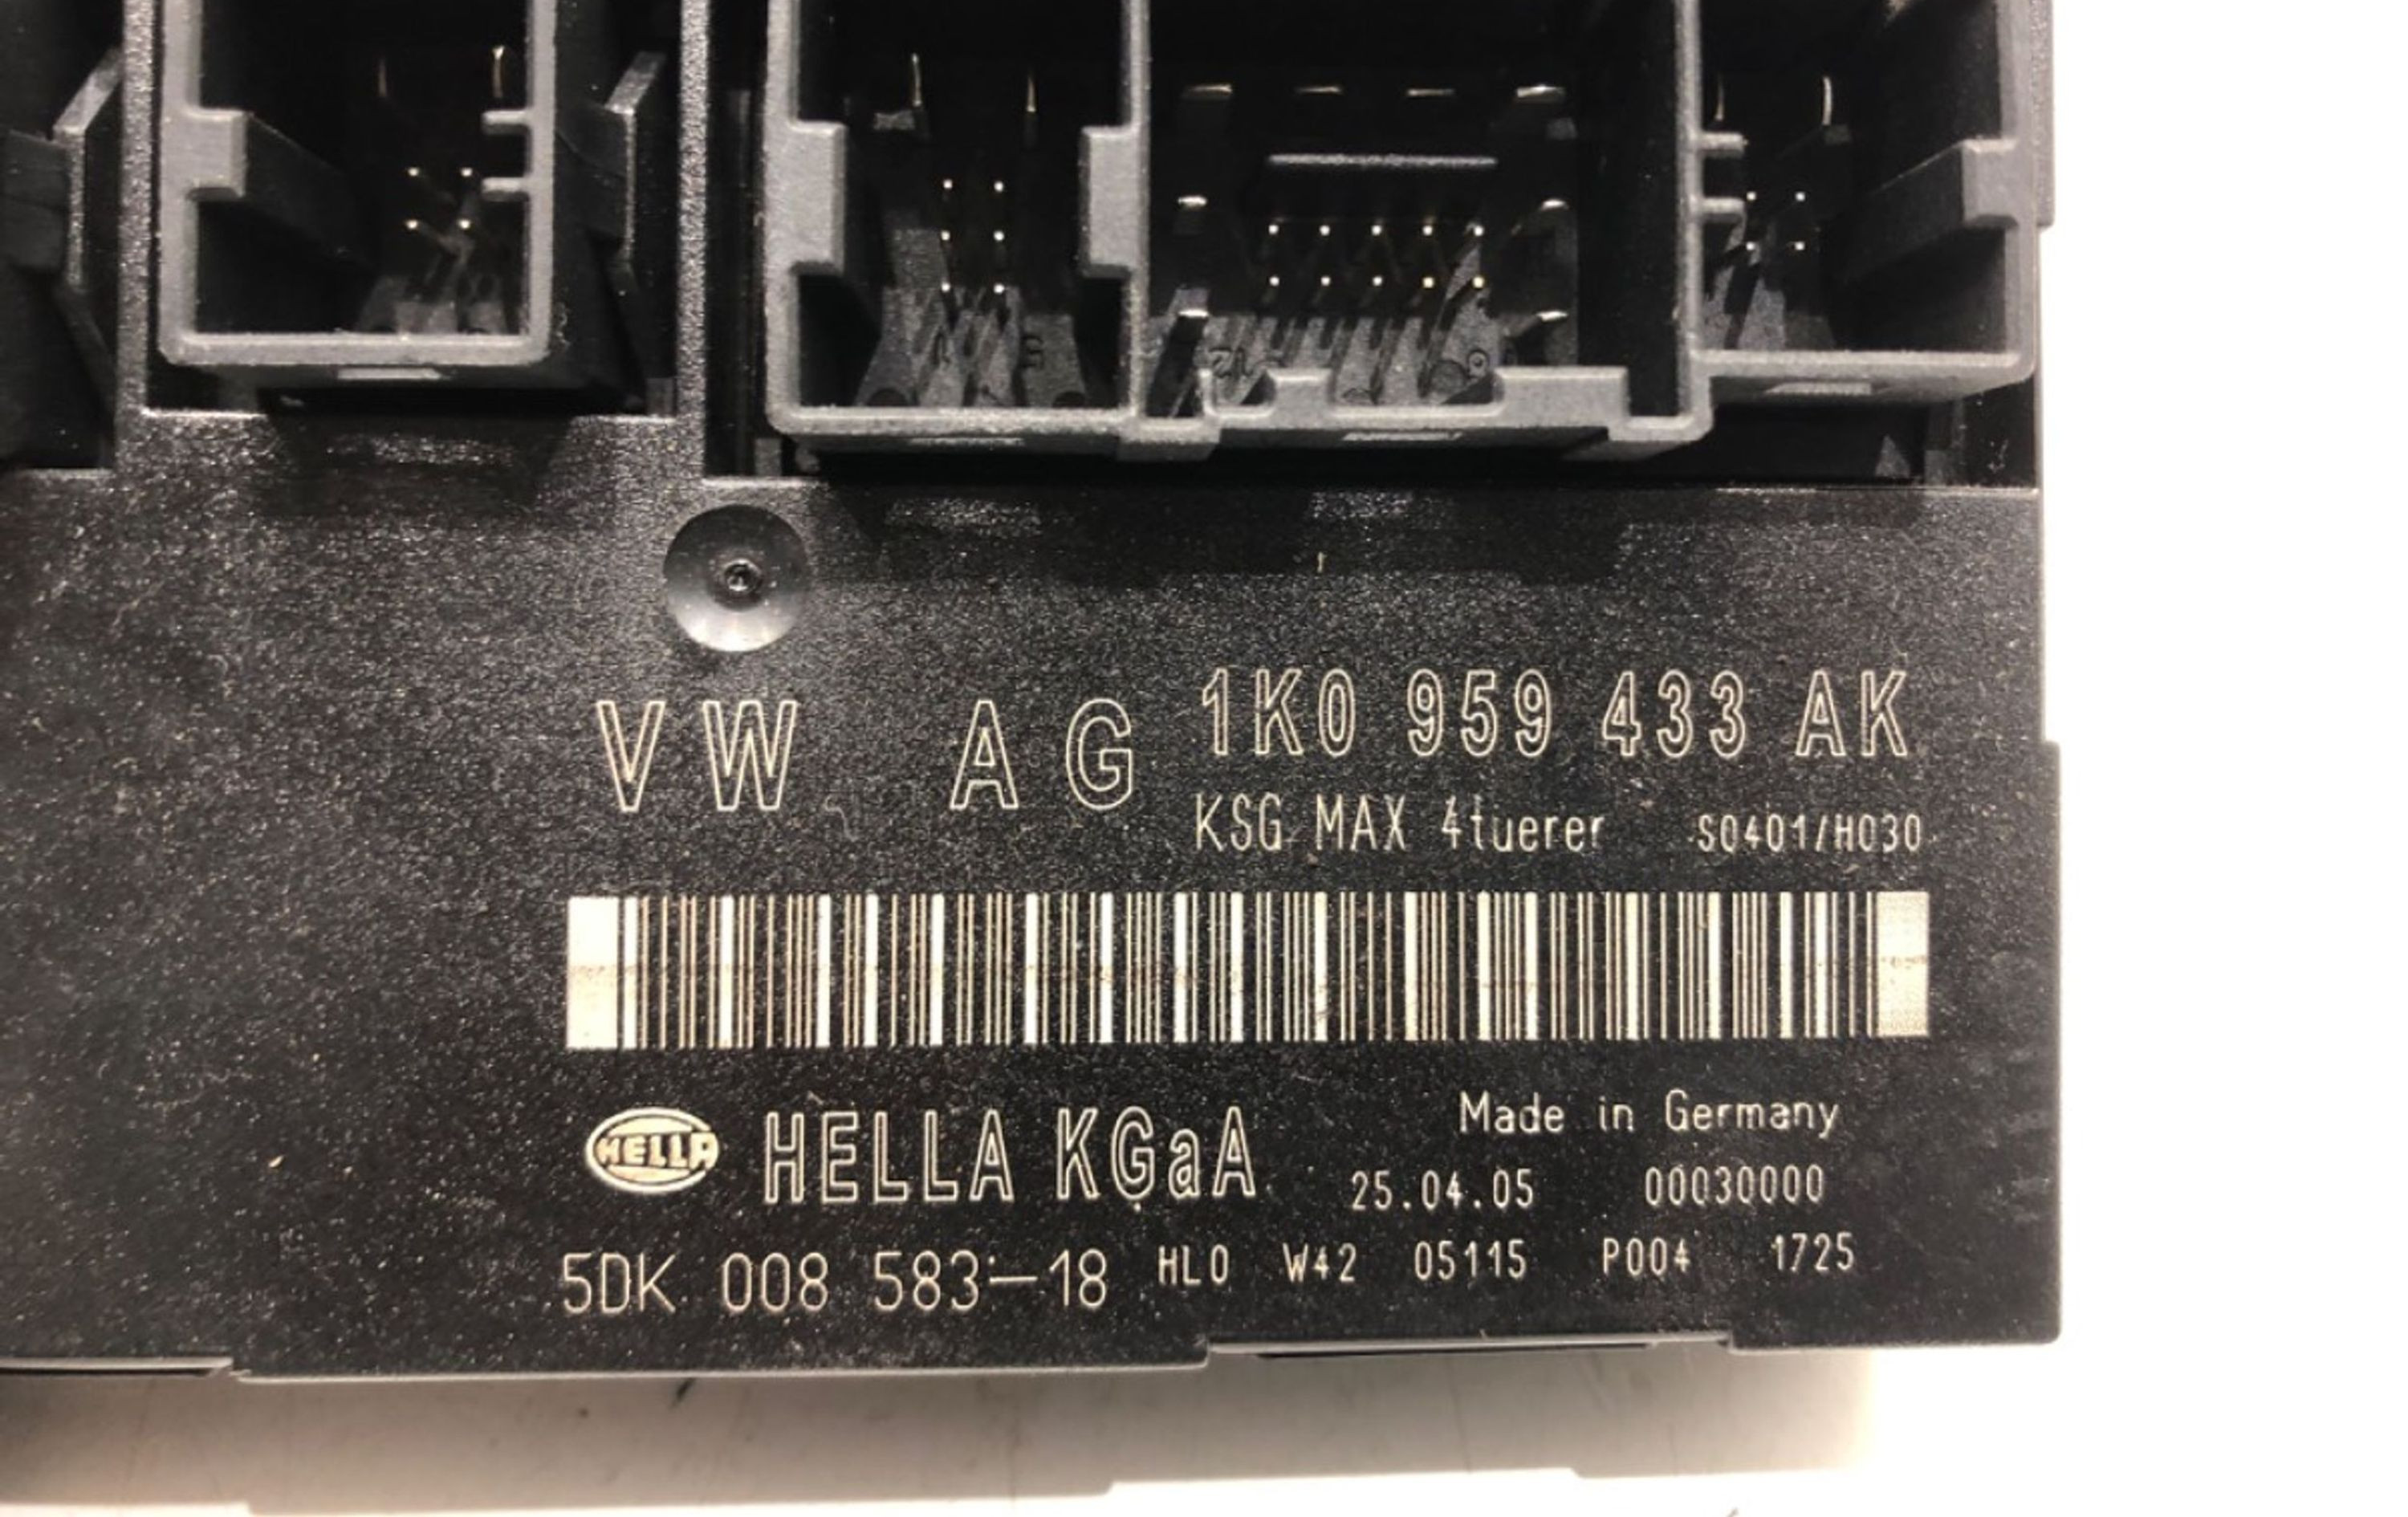 VW AG 1K0 959 433 AK
KSG MAX 4tuerer S0401/H030
HELLA HELLA KGaA Made in Germany
25.04.05 00030000
5DK 008 583-18 HL0 W42 05115 P004 1725